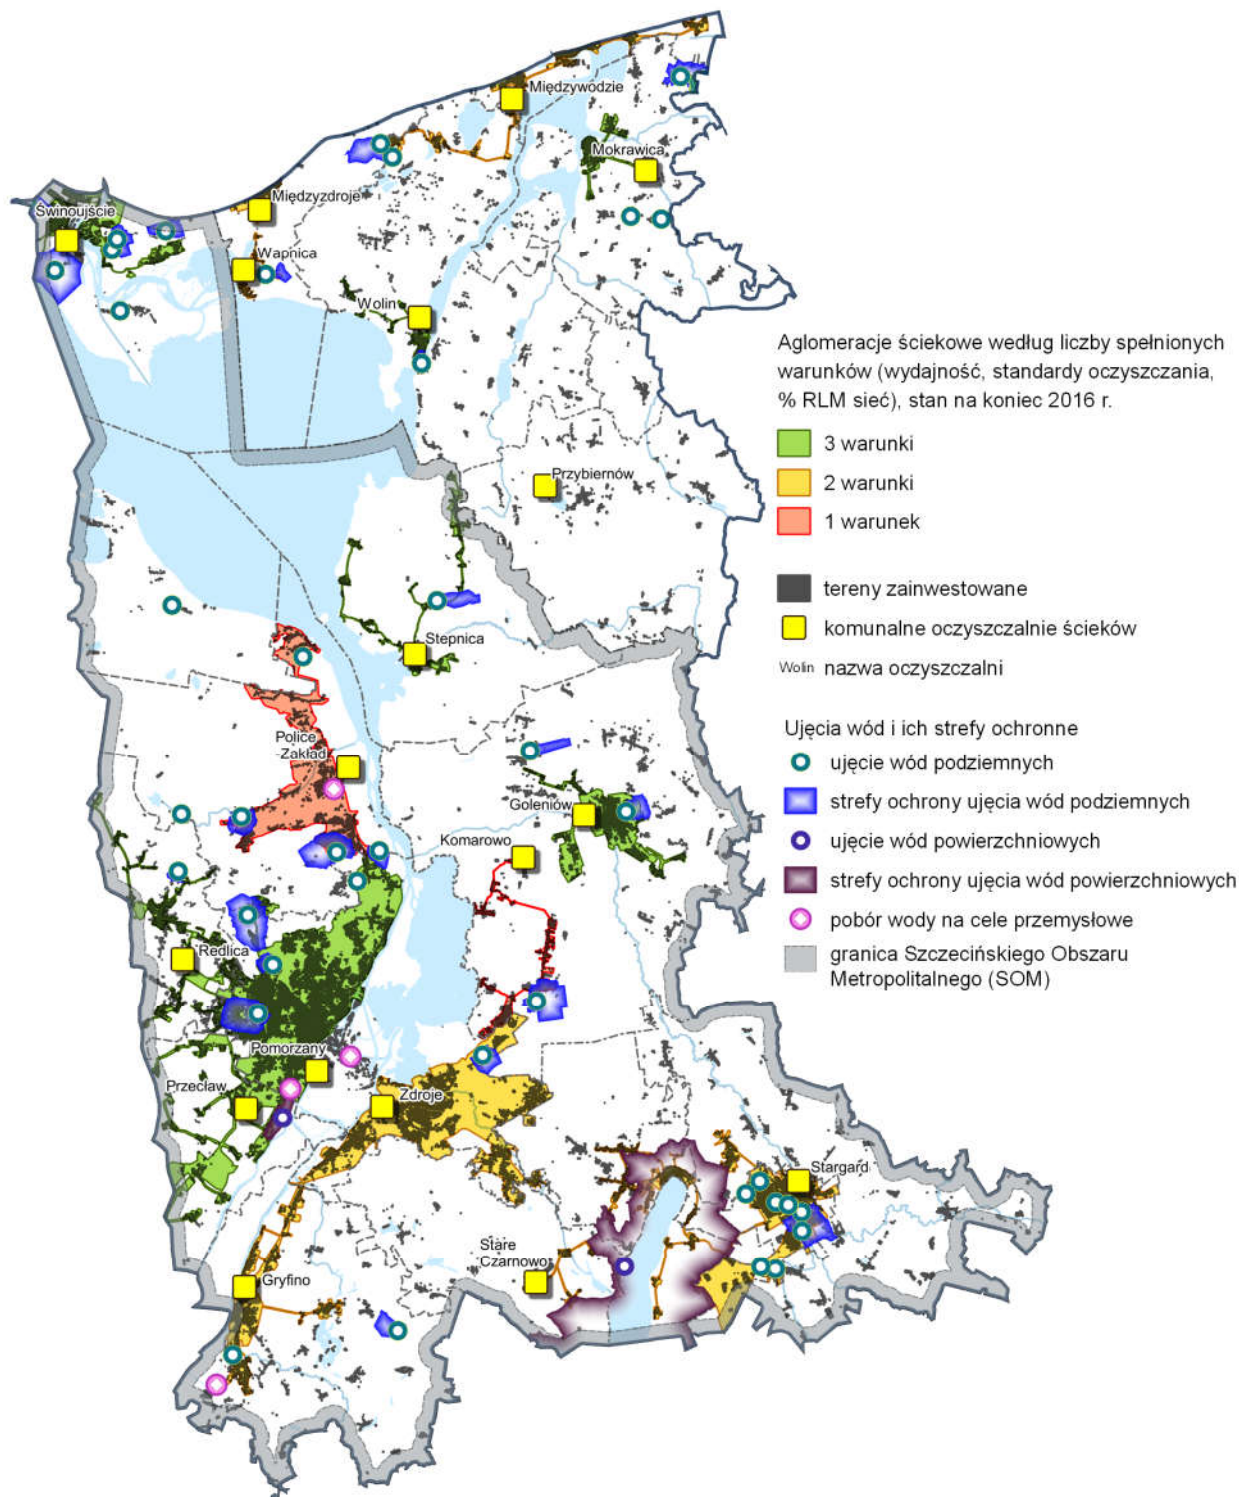 Międzywodzie
Mokrawica
Międzyzdroje
Świnoujście
Wapnica
Wolin
Aglomeracje ściekowe według liczby spełnionych
warunków (wydajność, standardy oczyszczania,
% RLM sieć), stan na koniec 2016 r.
3 warunki
2 warunki
1 warunek
Przybiernów
tereny zainwestowane
komunalne oczyszczalnie ścieków
Wolin nazwa oczyszczalni
Stepnica
Ujęcia wód i ich strefy ochronne
ujęcie wód podziemnych
strefy ochrony ujęcia wód podziemnych
ujęcie wód powierzchniowych
strefy ochrony ujęcia wód powierzchniowych
pobór wody na cele przemysłowe
granica Szczecińskiego Obszaru
Metropolitalnego (SOM)
Police
Zakład
Goleniów
Komarowo
Redlica
Pomorzany
Przecław
Zdroje
Stargard
Stare
Czarnowo
Gryfino